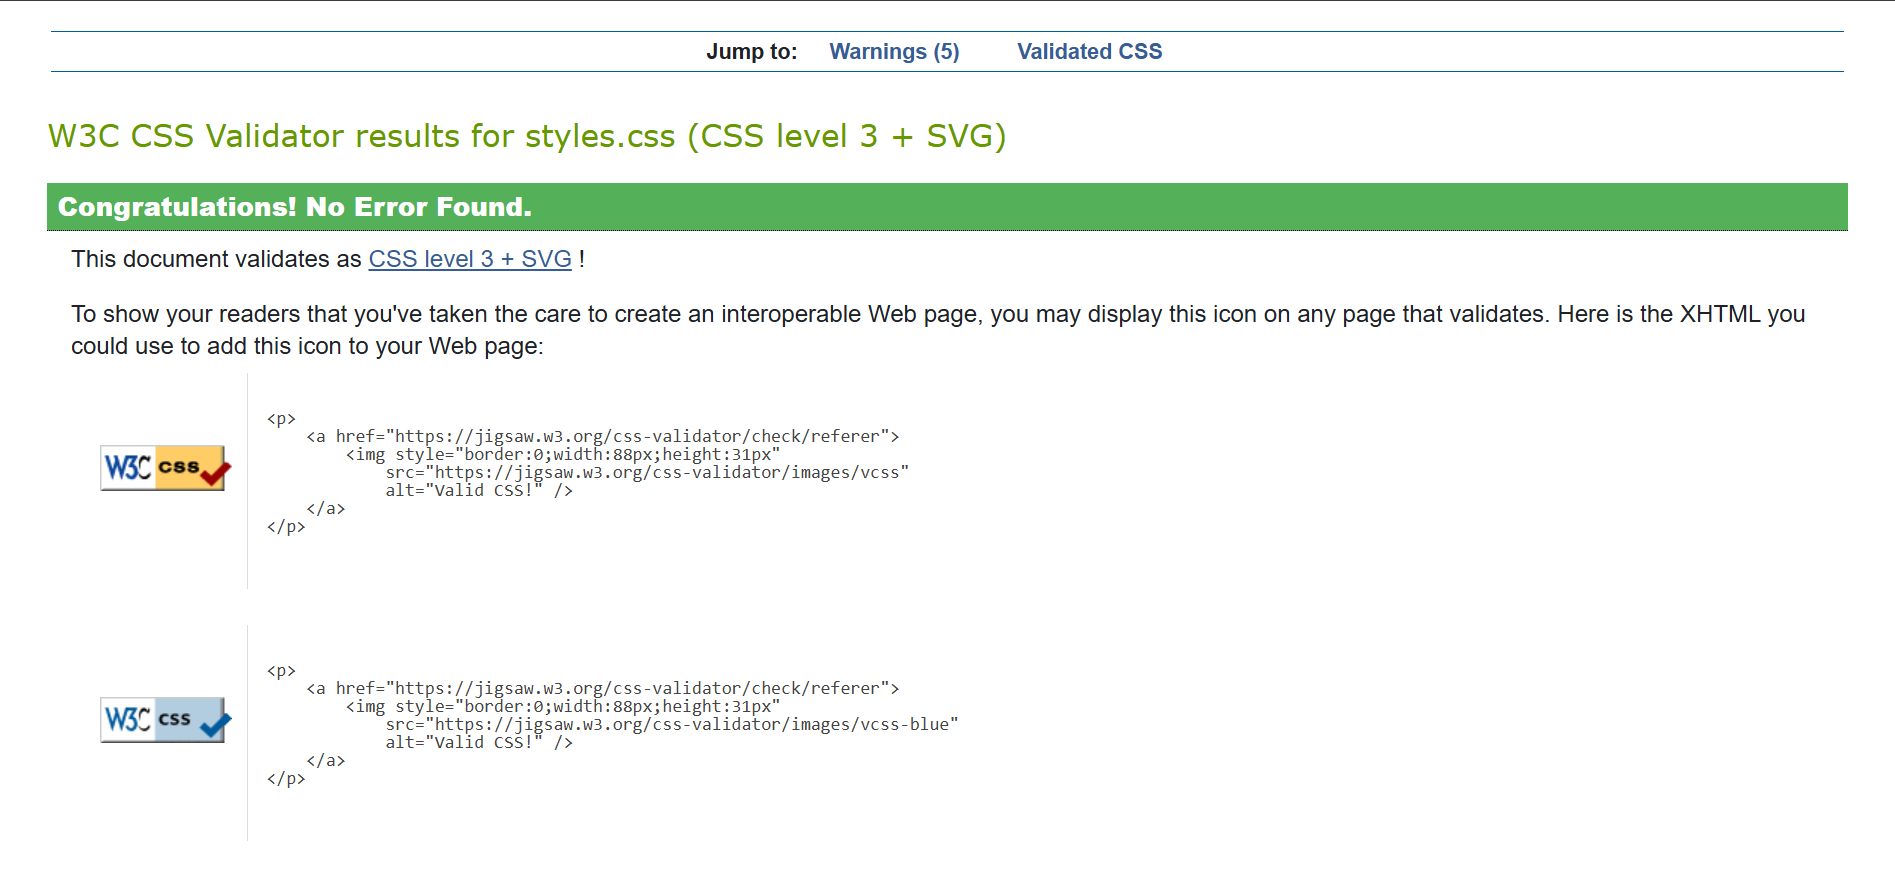 Jump to: Warnings (5) Validated CSS
W3C CSS Validator results for styles.css (CSS level 3 + SVG)
Congratulations! No Error Found.
This document validates as CSS level 3 + SVG !
To show your readers that you've taken the care to create an interoperable Web page, you may display this icon on any page that validates. Here is the XHTML you
could use to add this icon to your Web page:
W3C css
<p>
    <a href="https://jigsaw.w3.org/css-validator/check/referer">
        <img style="border:0;width:88px;height:31px"
            src="https://jigsaw.w3.org/css-validator/images/vcss"
            alt="Valid CSS!" />
    </a>
</p>
W3C css
<p>
    <a href="https://jigsaw.w3.org/css-validator/check/referer">
        <img style="border:0;width:88px;height:31px"
            src="https://jigsaw.w3.org/css-validator/images/vcss-blue"
            alt="Valid CSS!" />
    </a>
</p>